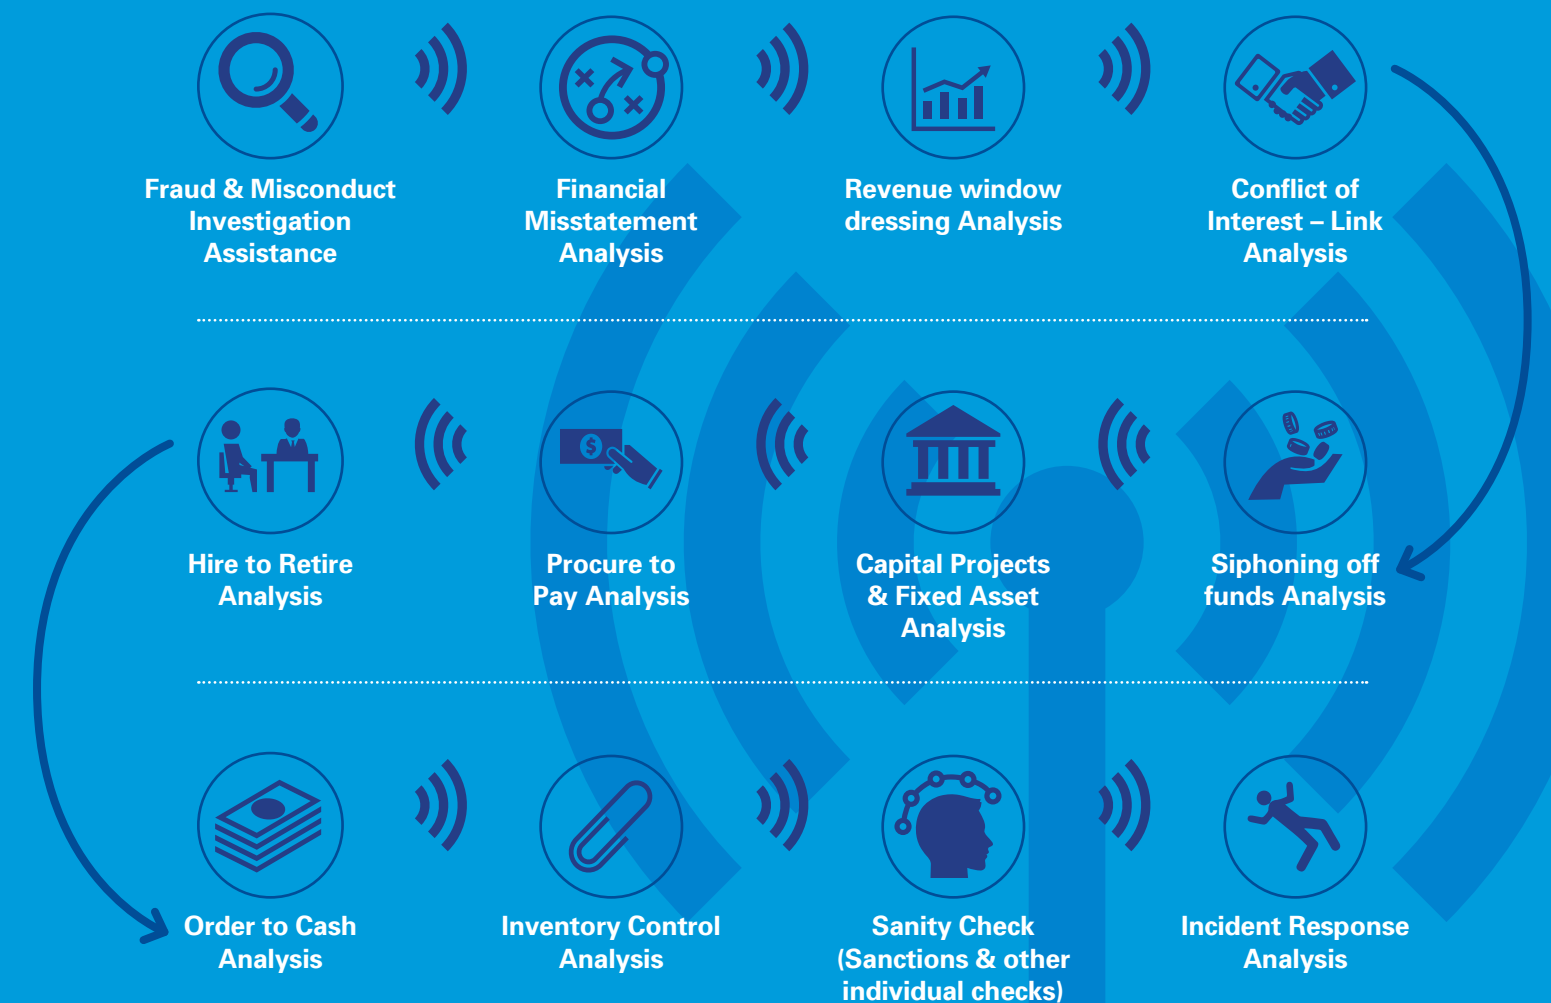 Fraud & Misconduct
Investigation
Assistance
Financial
Misstatement
Analysis
Revenue window
dressing Analysis
Conflict of
Interest – Link
Analysis
Hire to Retire
Analysis
$
Procure to
Pay Analysis
Capital Projects
& Fixed Asset
Analysis
Siphoning off
funds Analysis
Order to Cash
Analysis
Inventory Control
Analysis
Sanity Check
(Sanctions & other
individual checks)
Incident Response
Analysis